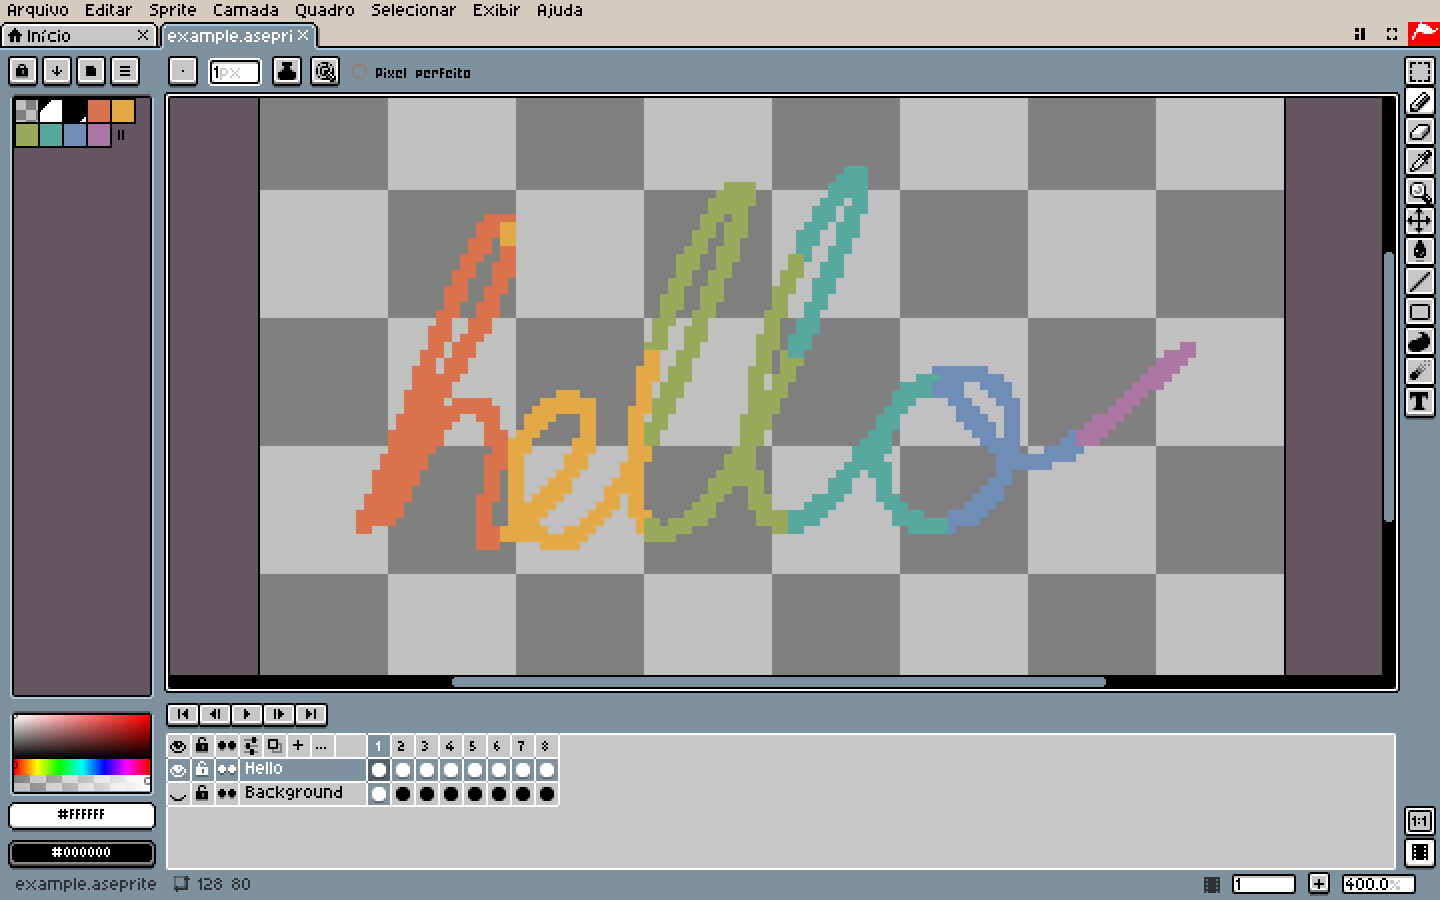 Arquivo Editar Sprite Camada Quadro Selecionar Exibir Ajuda
Início example.asepri
1px Pixel perfeito
hello
1 2 3 4 5 6 7 8
Hello
Background
#FFFFFF
#000000
T
1:1
example.aseprite 128 80 1 + 400.0%